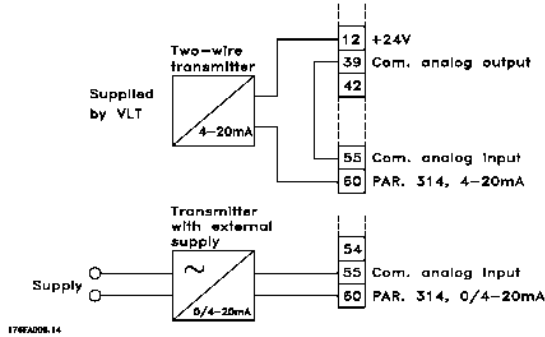 12 +24V
Two-wire transmitter
39 Com. analog output
42
Supplied by VLT
4-20mA
55 Com. analog input
60 PAR. 314, 4-20mA
Transmitter with external supply
54
~
Supply
55 Com. analog input
60 PAR. 314, 0/4-20mA
0/4-20mA